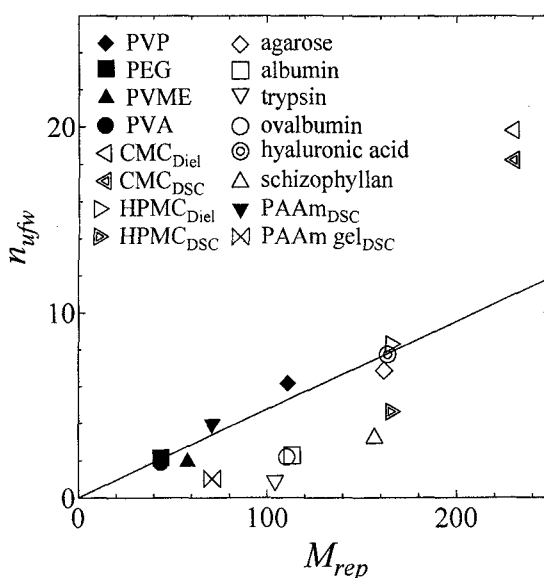 PVP
PEG
PVME
PVA
CMC_Diel
CMC_DSC
HPMC_Diel
HPMC_DSC
agarose
albumin
trypsin
ovalbumin
hyaluronic acid
schizophyllan
PAAm_DSC
PAAm gel_DSC
n_ufw
20
10
0
0
100
200
M_rep